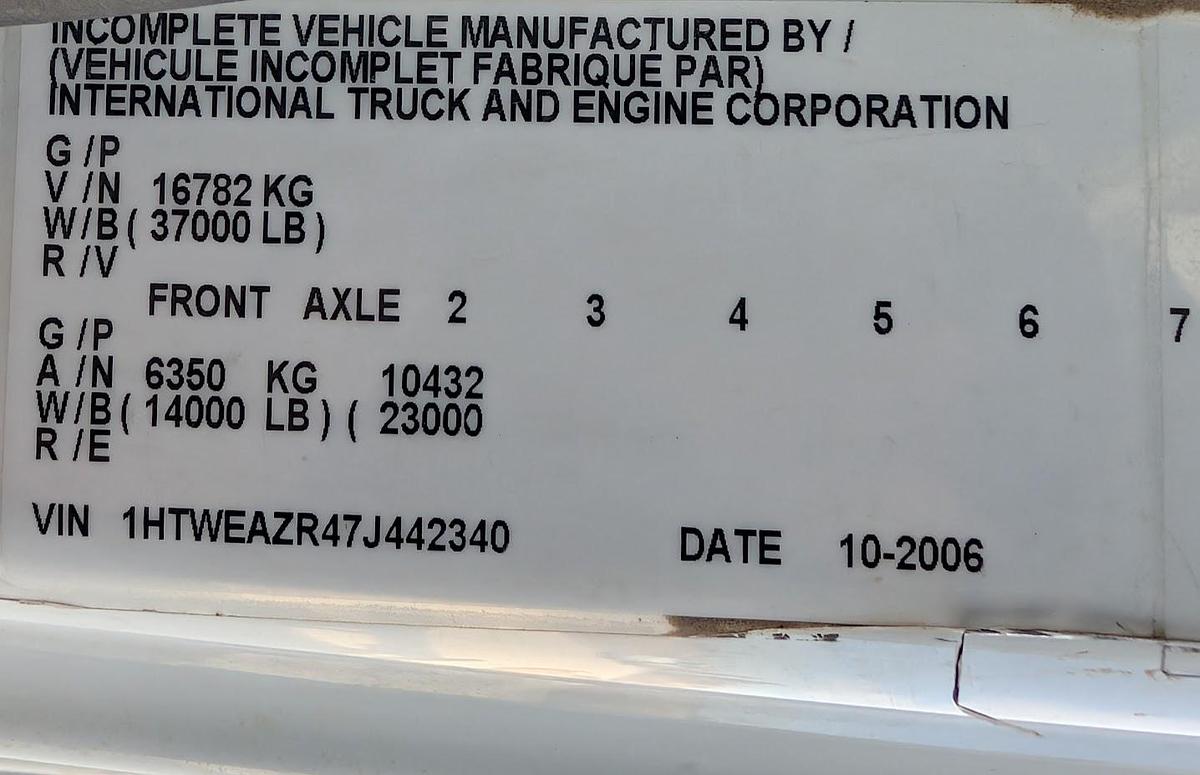 INCOMPLETE VEHICLE MANUFACTURED BY /
(VEHICULE INCOMPLET FABRIQUE PAR)
INTERNATIONAL TRUCK AND ENGINE CORPORATION
G /P
V /N 16782 KG
W/B ( 37000 LB )
R /V
FRONT AXLE 2 3 4 5 6 7
G /P
A /N 6350 KG 10432
W/B ( 14000 LB ) ( 23000
R /E
VIN 1HTWEAZR47J442340 DATE 10-2006